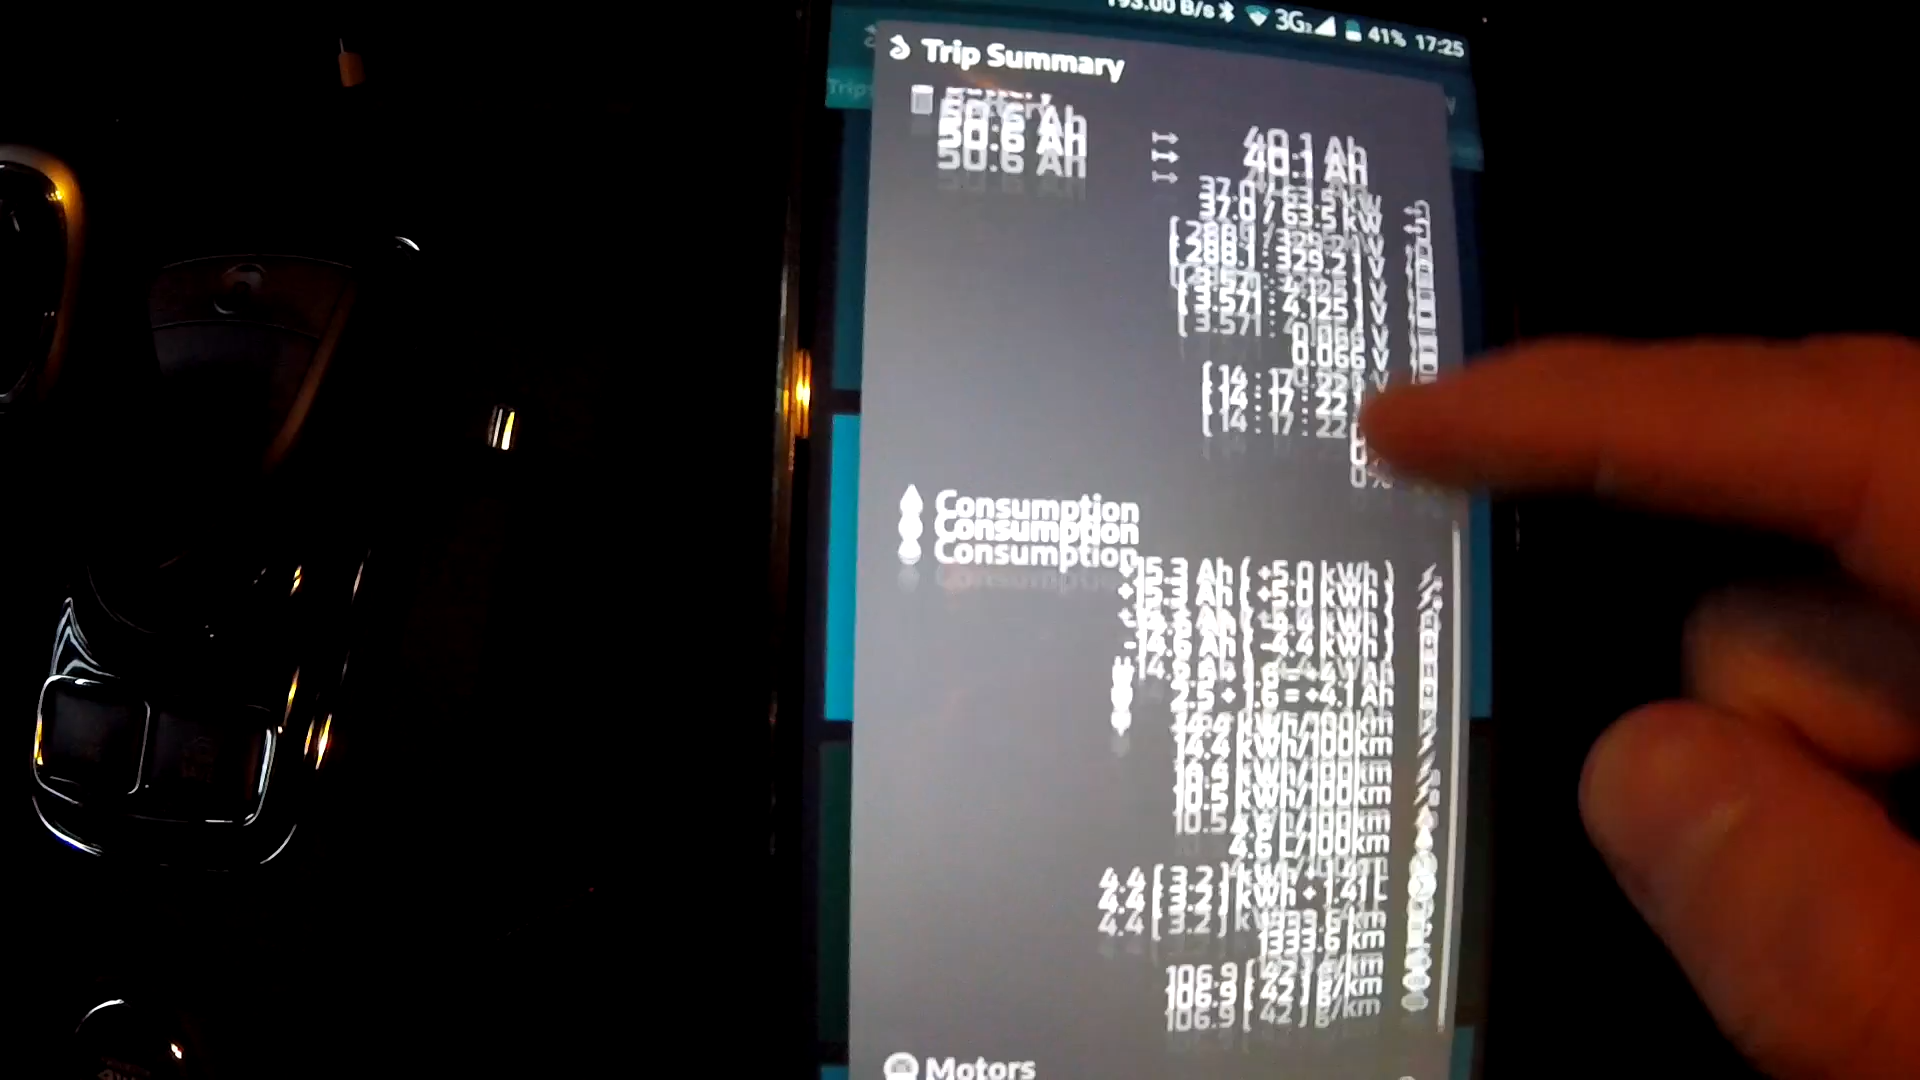 193.00 B/s 3G 41% 17:25
Trip Summary
Battery
50.6 Ah ↦ 40.1 Ah
37.0 / 63.5 kW
[ 288.1 : 329.2 ] V
[ 3.571 : 4.125 ] V
0.066 V
[ 14 : 17 : 22
0%
Consumption
+15.3 Ah ( +5.0 kWh )
-14.6 Ah ( -4.4 kWh )
2.5 + 1.6 = +4.1 Ah
14.4 kWh/100km
10.5 kWh/100km
4.6 L/100km
4.4 [ 3.2 ] kWh + 1.41 L
1333.6 km
106.9 [ 42 ] g/km
Motors